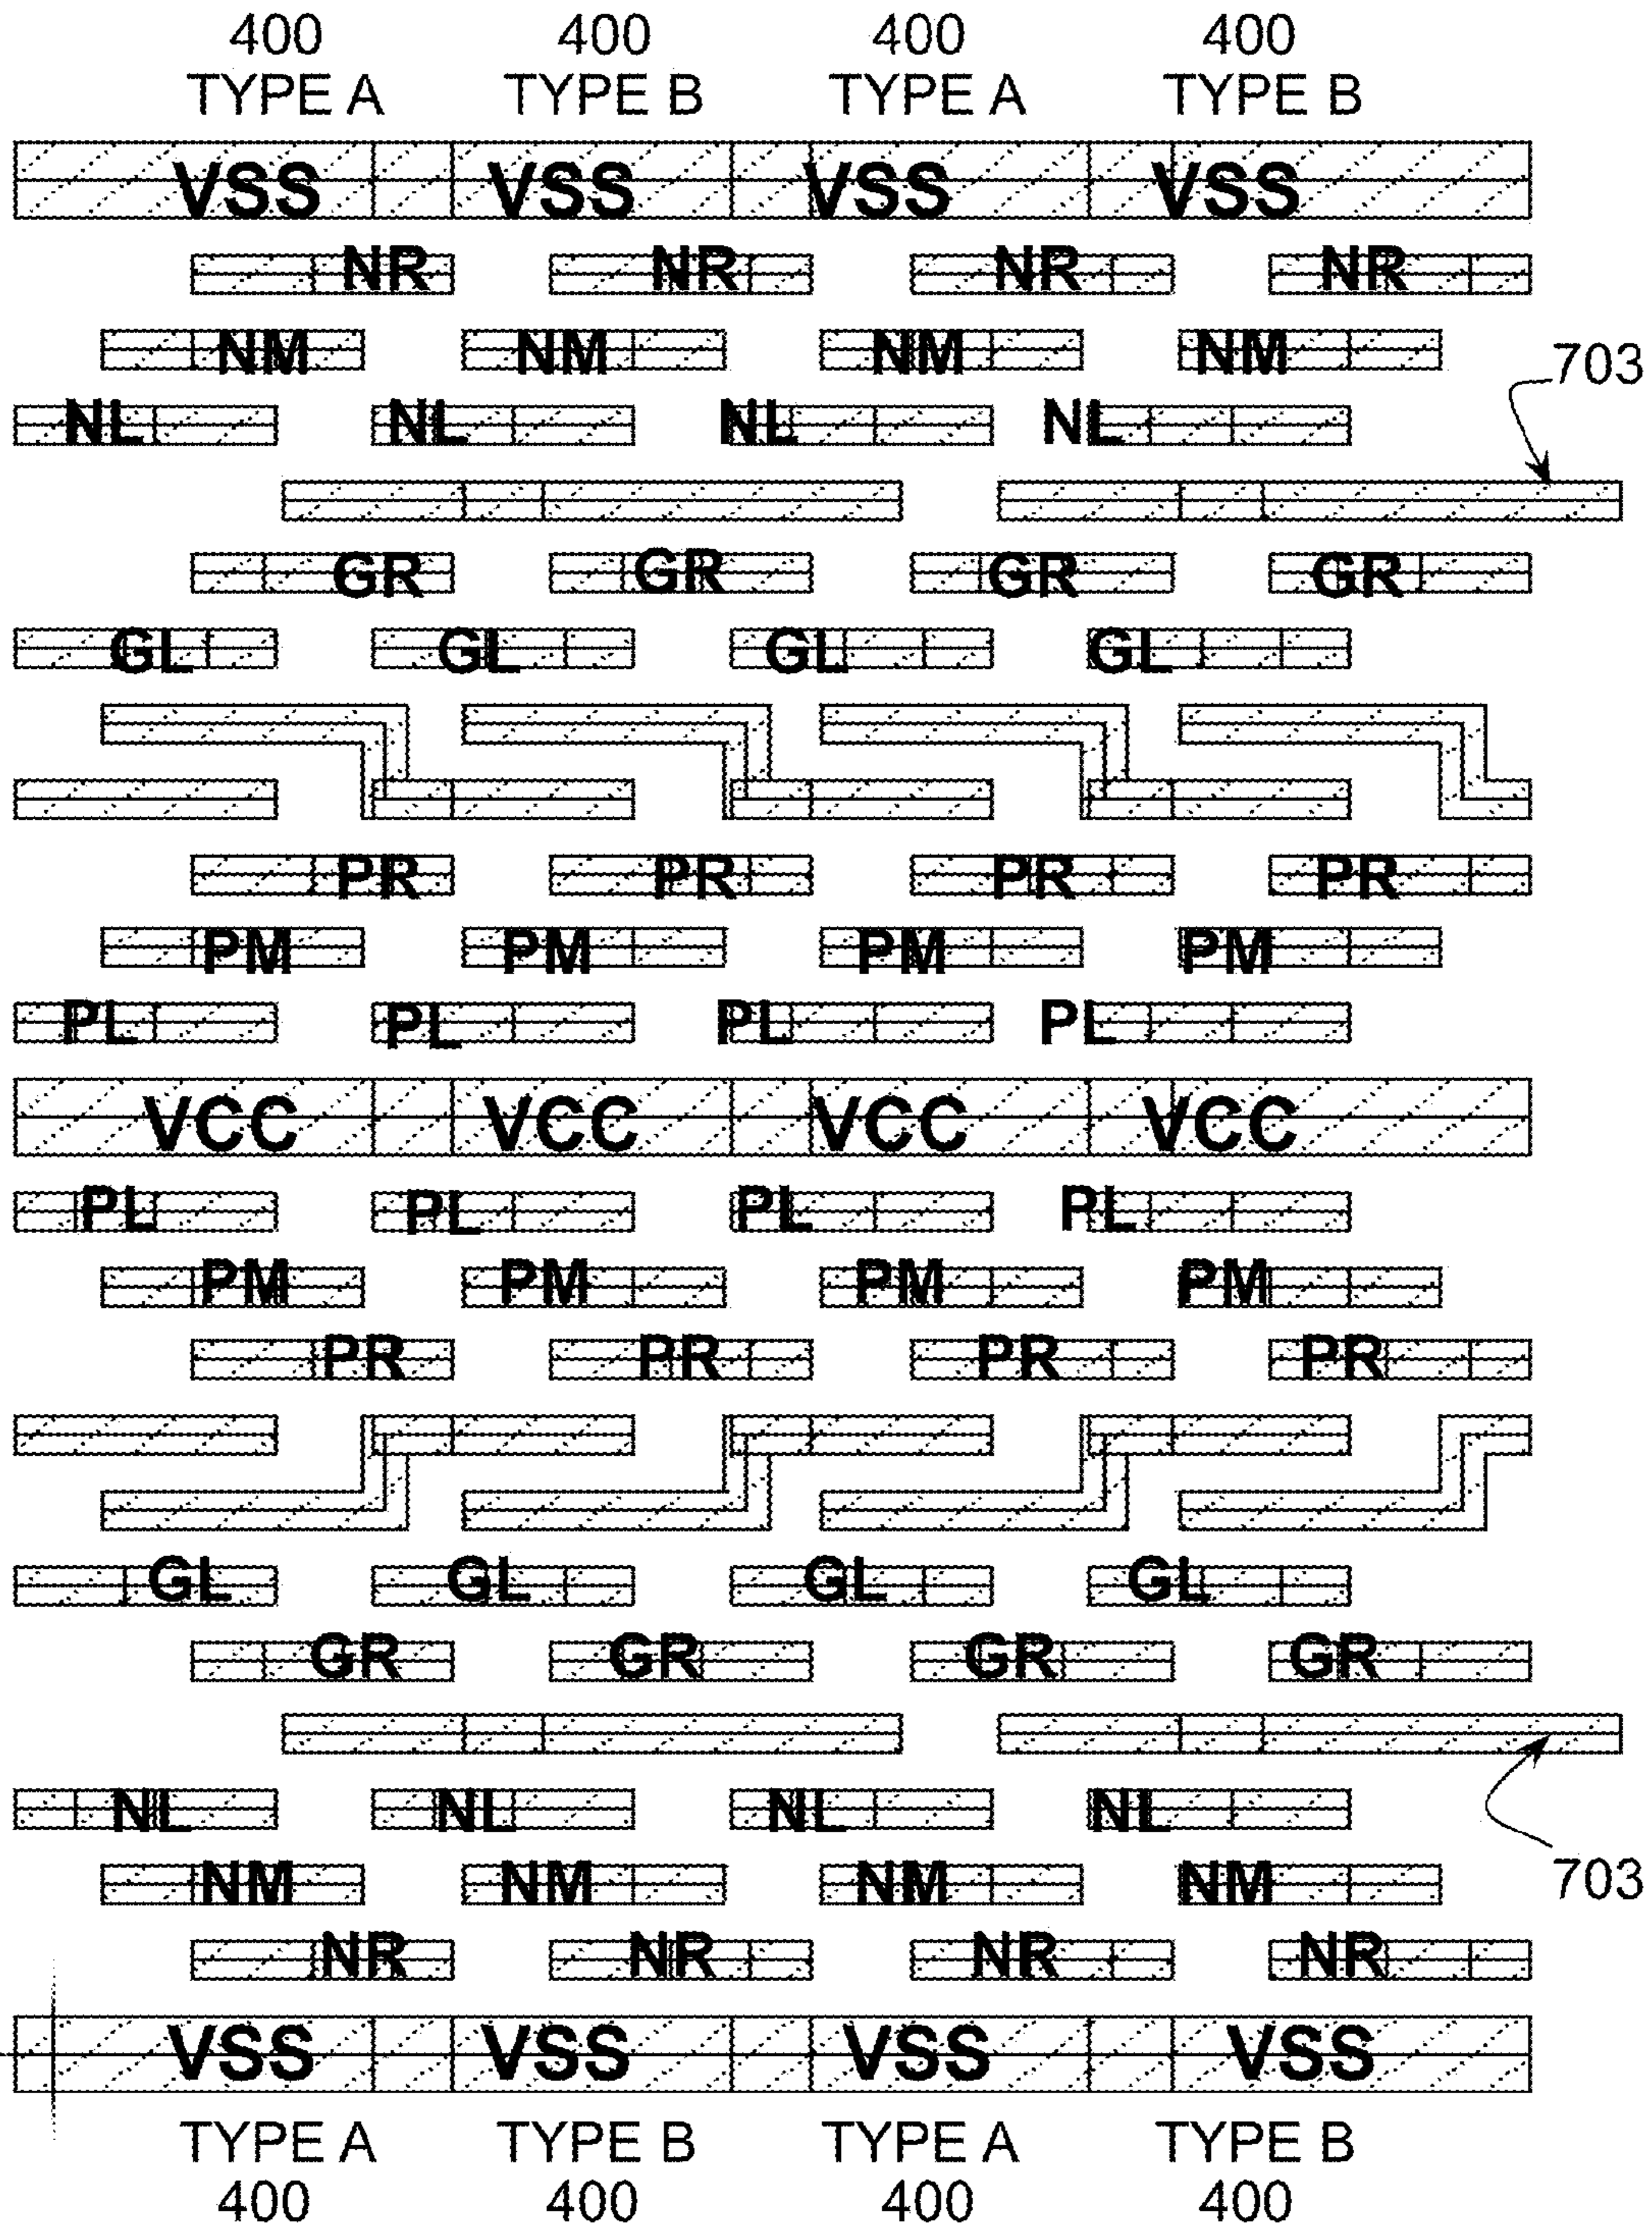 400 400 400 400
TYPE A TYPE B TYPE A TYPE B
VSS VSS VSS VSS
NR NR NR NR
NM NM NM NM
703
NL NL NL NL
GR GR GR GR
GL GL GL GL
PR PR PR PR
PM PM PM PM
PL PL PL PL
VCC VCC VCC VCC
PL PL PL PL
PM PM PM PM
PR PR PR PR
GL GL GL GL
GR GR GR GR
NL NL NL NL
NM NM NM NM
703
NR NR NR NR
VSS VSS VSS VSS
TYPE A TYPE B TYPE A TYPE B
400 400 400 400